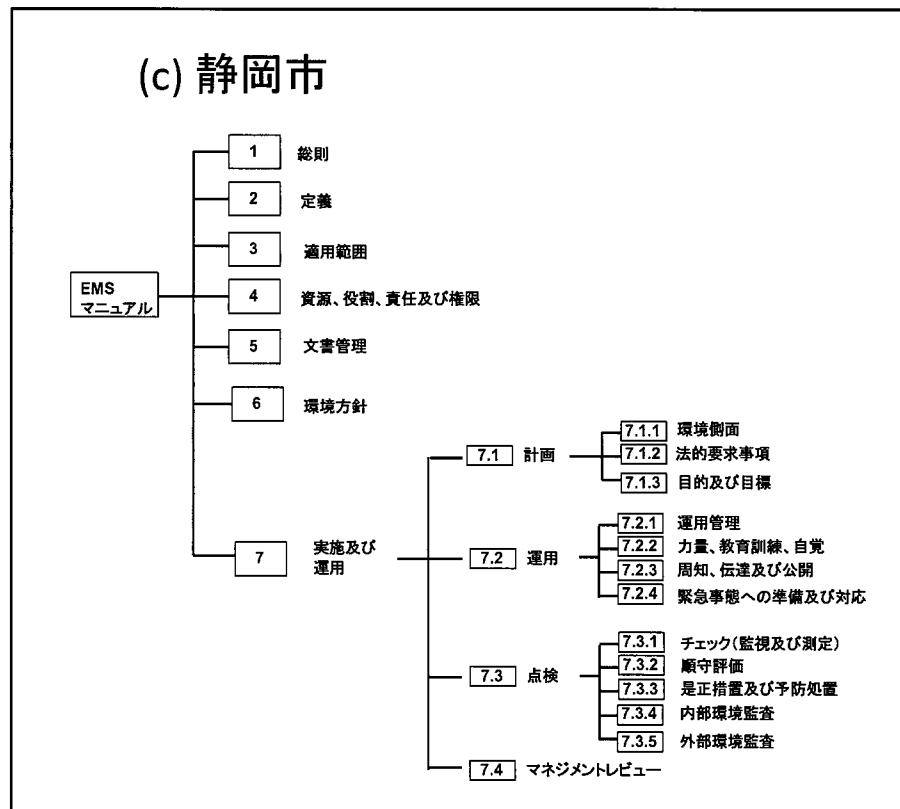 (c) 静岡市
1 総則
2 定義
3 適用範囲
EMS
マニュアル
4 資源、役割、責任及び権限
5 文書管理
6 環境方針
7 実施及び
運用
7.1 計画
7.1.1 環境側面
7.1.2 法的要求事項
7.1.3 目的及び目標
7.2 運用
7.2.1 運用管理
7.2.2 力量、教育訓練、自覚
7.2.3 周知、伝達及び公開
7.2.4 緊急事態への準備及び対応
7.3 点検
7.3.1 チェック(監視及び測定)
7.3.2 順守評価
7.3.3 是正措置及び予防処置
7.3.4 内部環境監査
7.3.5 外部環境監査
7.4 マネジメントレビュー